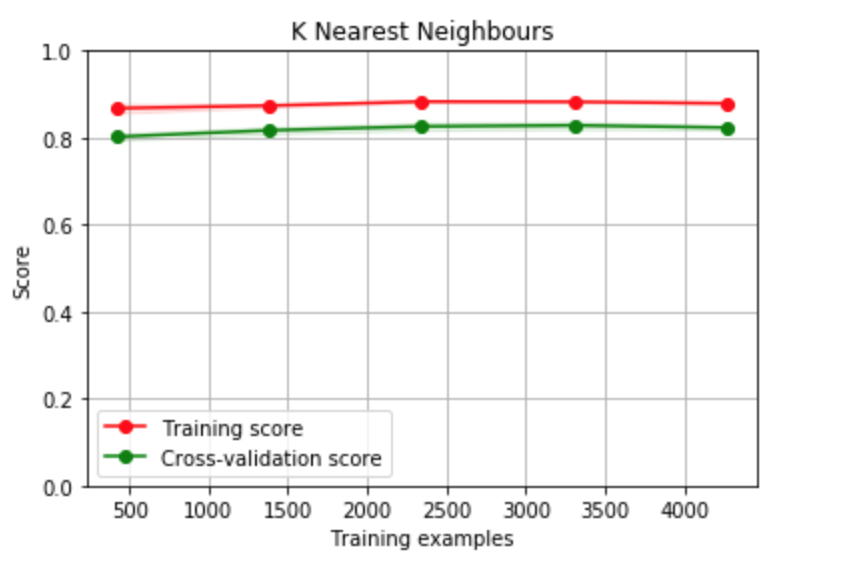 K Nearest Neighbours
1.0
0.8
0.6
0.4
0.2
0.0
Score
Training score
Cross-validation score
500 1000 1500 2000 2500 3000 3500 4000
Training examples